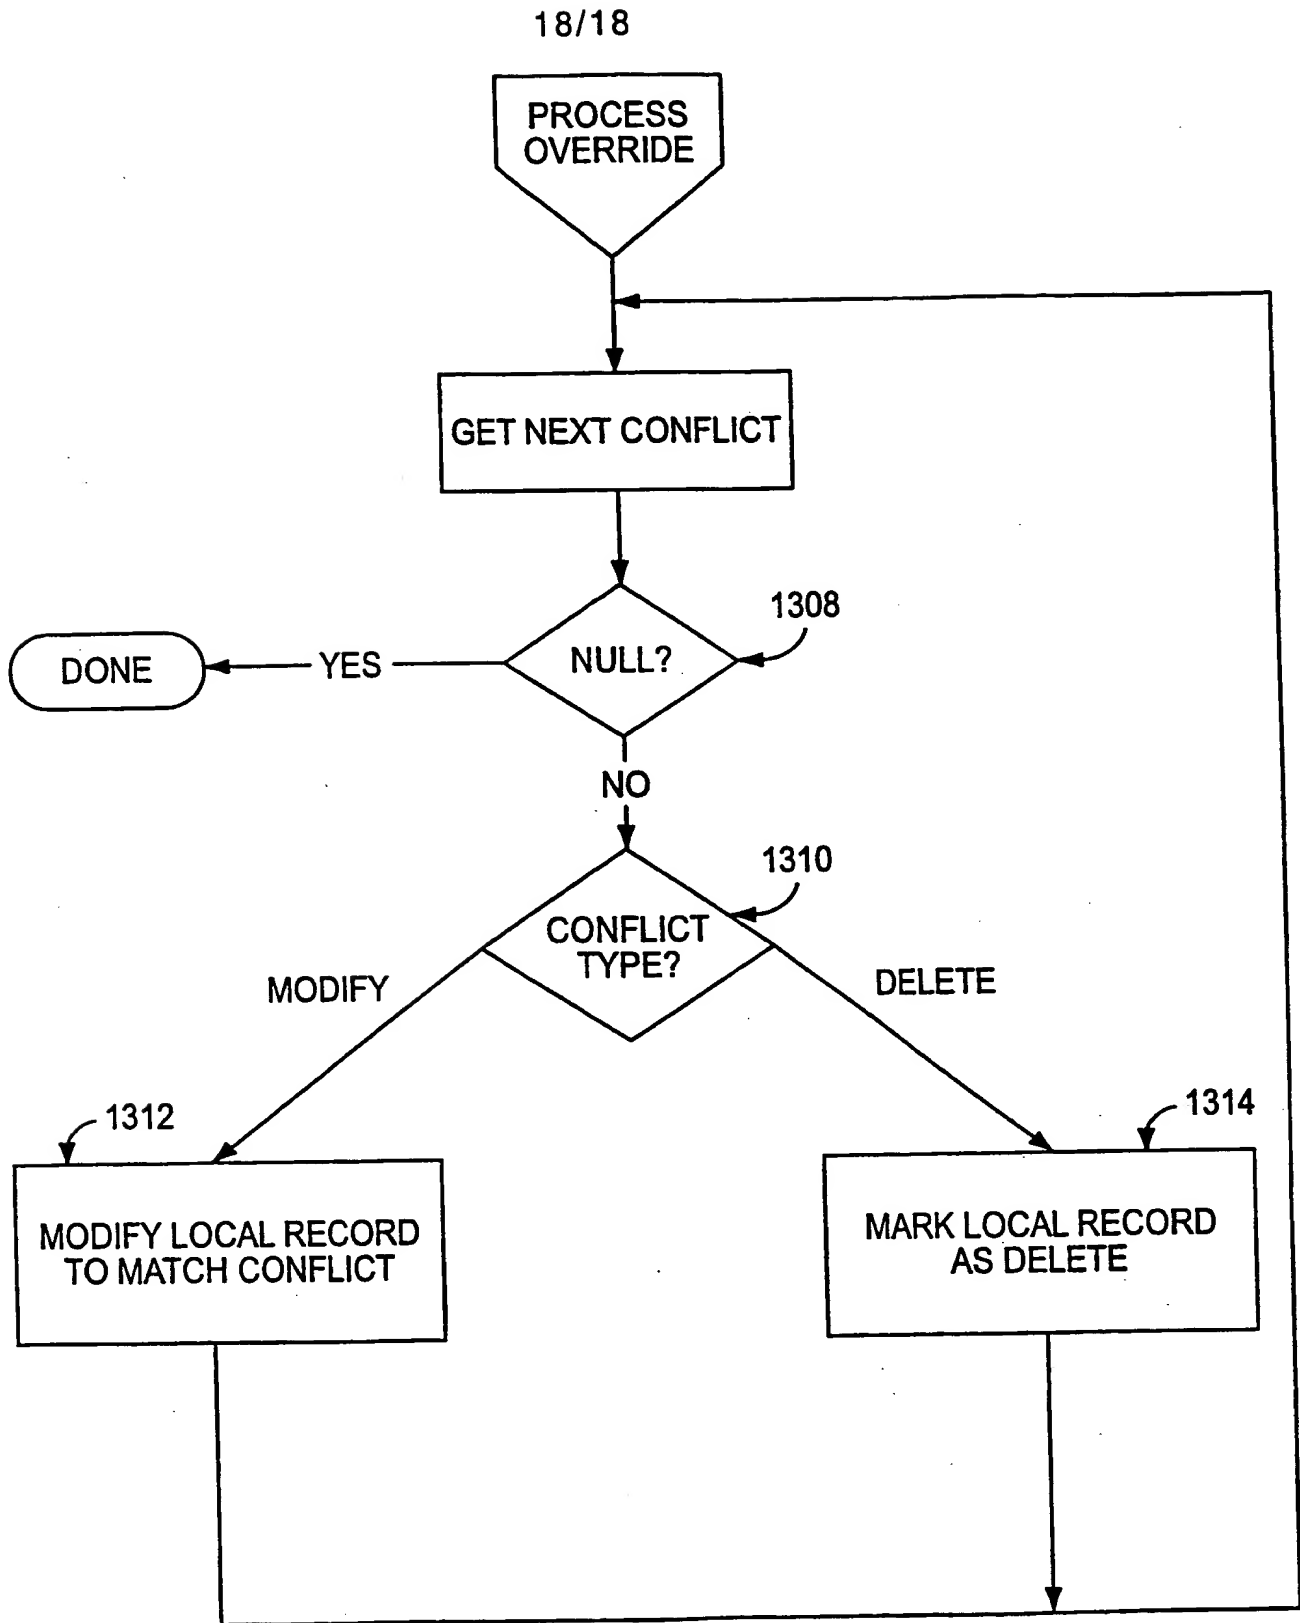 18/18
PROCESS
OVERRIDE
GET NEXT CONFLICT
1308
NULL?
YES
DONE
NO
1310
CONFLICT
TYPE?
MODIFY
DELETE
1312
1314
MODIFY LOCAL RECORD
TO MATCH CONFLICT
MARK LOCAL RECORD
AS DELETE